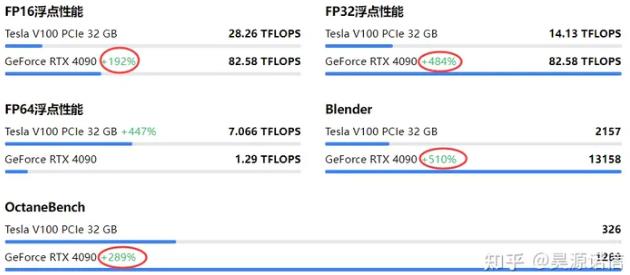 FP16浮点性能
Tesla V100 PCIe 32 GB 28.26 TFLOPS
GeForce RTX 4090 +192% 82.58 TFLOPS
FP32浮点性能
Tesla V100 PCIe 32 GB 14.13 TFLOPS
GeForce RTX 4090 +484% 82.58 TFLOPS
FP64浮点性能
Tesla V100 PCIe 32 GB +447% 7.066 TFLOPS
GeForce RTX 4090 1.29 TFLOPS
Blender
Tesla V100 PCIe 32 GB 2157
GeForce RTX 4090 +510% 13158
OctaneBench
Tesla V100 PCIe 32 GB 326
GeForce RTX 4090 +289%
知乎 @昊源诺信